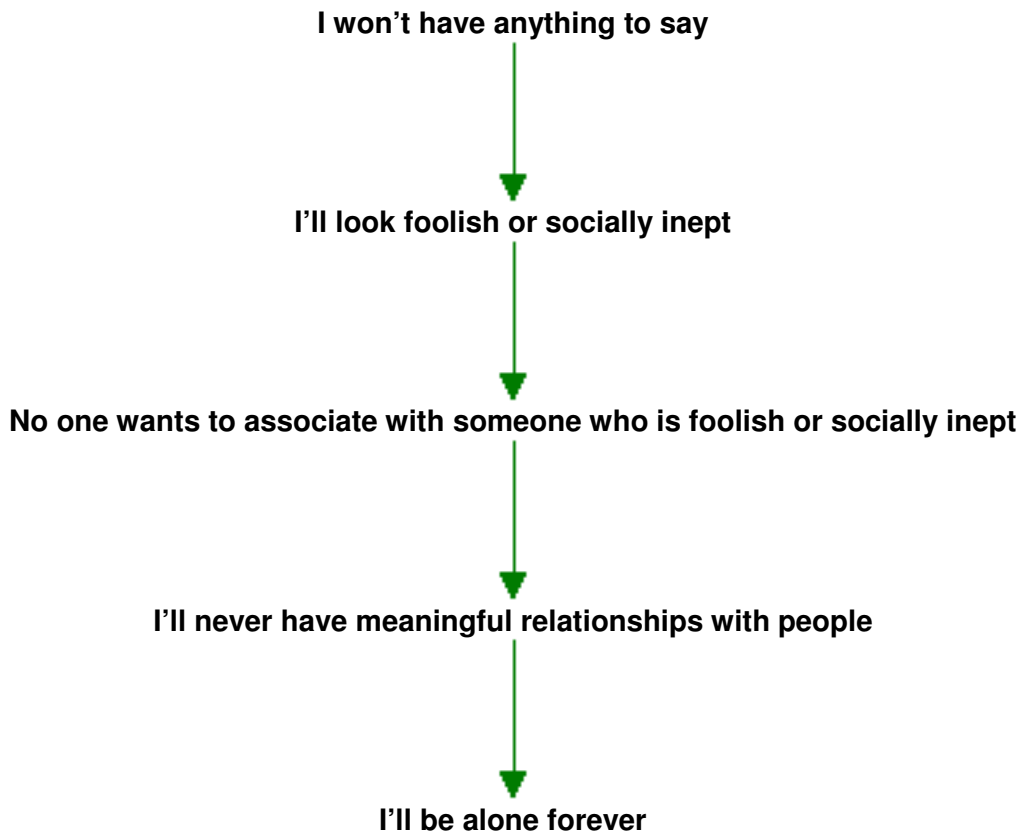 I won't have anything to say
I’ll look foolish or socially inept
No one wants to associate with someone who is foolish or socially inept
I’ll never have meaningful relationships with people
I’ll be alone forever